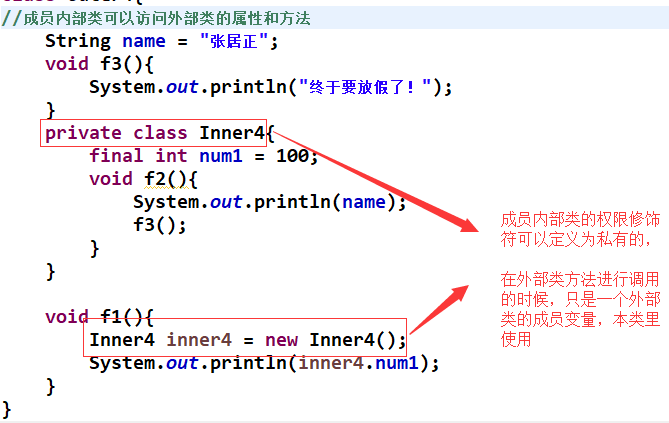 //成员内部类可以访问外部类的属性和方法
String name = "张居正";
void f3(){
System.out.println("终于要放假了！");
}
private class Inner4{
final int num1 = 100;
void f2(){
System.out.println(name);
f3();
}
}
void f1(){
Inner4 inner4 = new Inner4();
System.out.println(inner4.num1);
}
}
成员内部类的权限修饰
符可以定义为私有的，
在外部类方法进行调用
的时候，只是一个外部
类的成员变量，本类里
使用